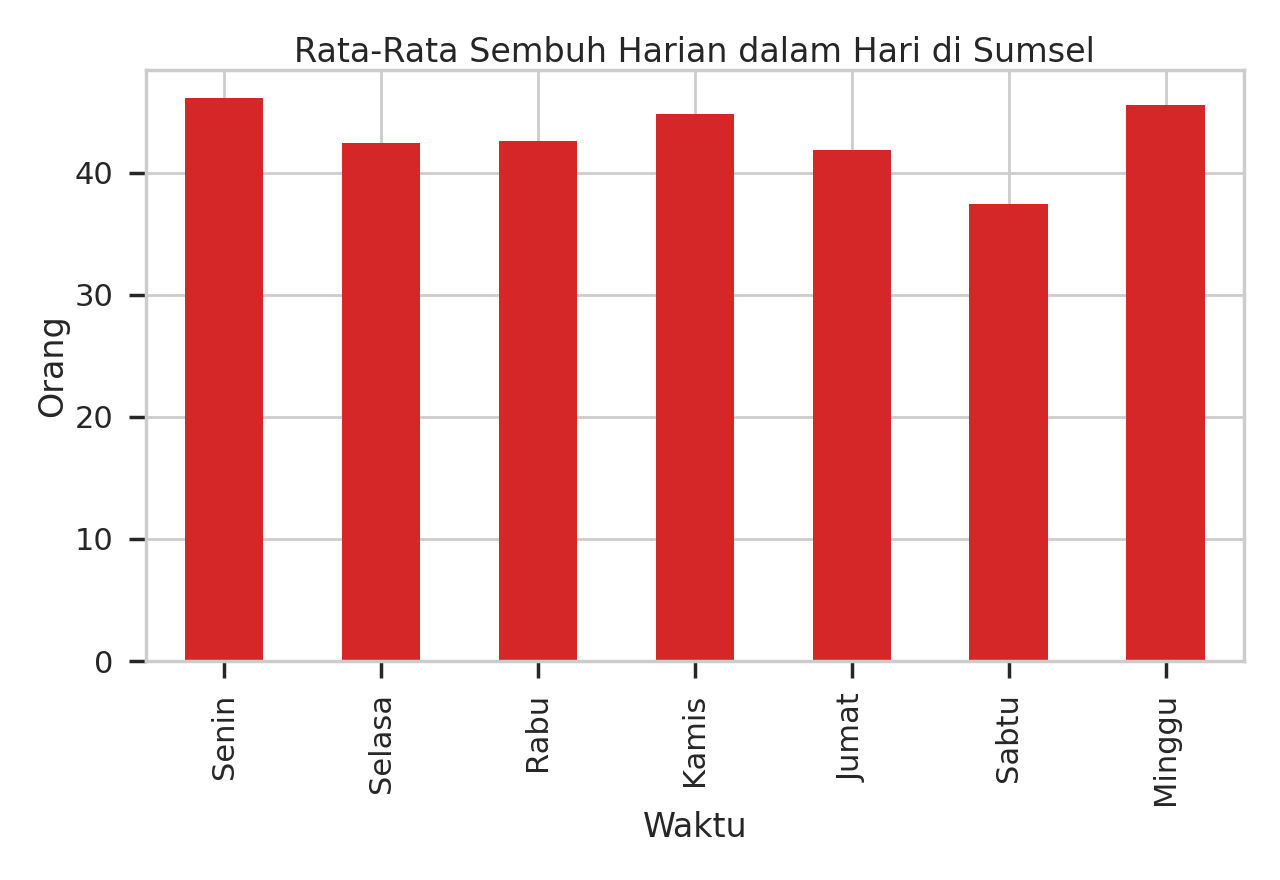 Rata-Rata Sembuh Harian dalam Hari di Sumsel
Orang
40
30
20
10
0
Senin
Selasa
Rabu
Kamis
Jumat
Sabtu
Minggu
Waktu